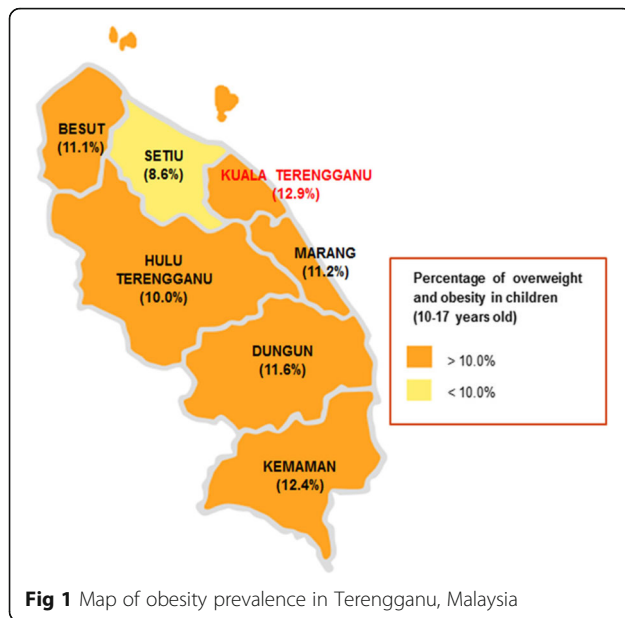 BESUT
(11.1%)
SETIU
(8.6%)
KUALA TERENGGANU
(12.9%)
MARANG
(11.2%)
HULU
TERENGGANU
(10.0%)
DUNGUN
(11.6%)
KEMAMAN
(12.4%)
Percentage of overweight
and obesity in children
(10-17 years old)
> 10.0%
< 10.0%
Fig 1 Map of obesity prevalence in Terengganu, Malaysia